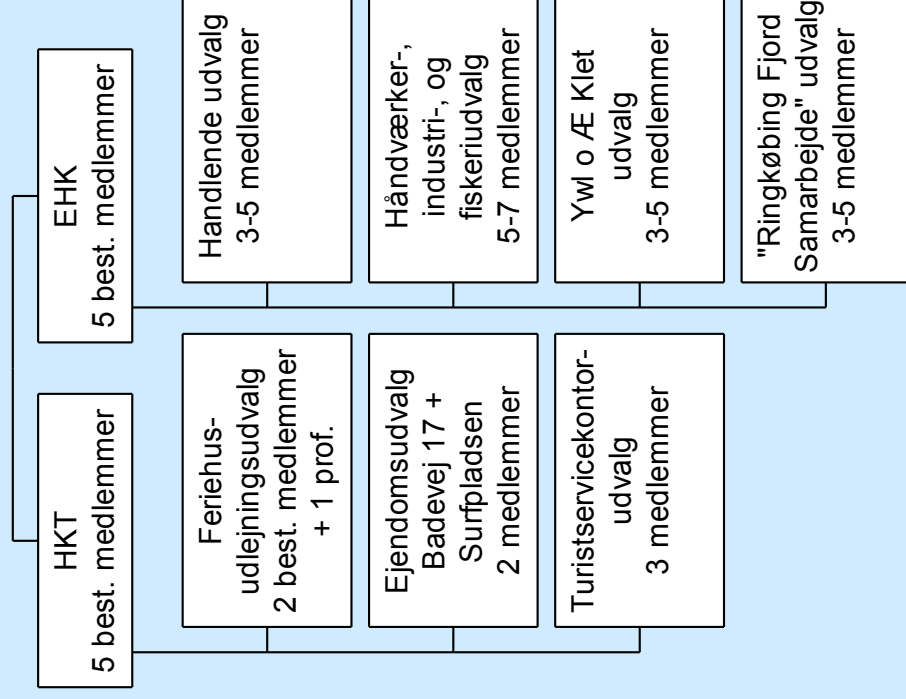 HKT
5 best. medlemmer
EHK
5 best. medlemmer
Feriehus-
udlejningsudvalg
2 best. medlemmer
+ 1 prof.
Ejendomsudvalg
Badevej 17 +
Surfpladsen
2 medlemmer
Turistservicekontor-
udvalg
3 medlemmer
Handlende udvalg
3-5 medlemmer
Håndværker-,
industri-, og
fiskeriudvalg
5-7 medlemmer
Ywl o Æ Klet
udvalg
3-5 medlemmer
"Ringkøbing Fjord
Samarbejde" udvalg
3-5 medlemmer